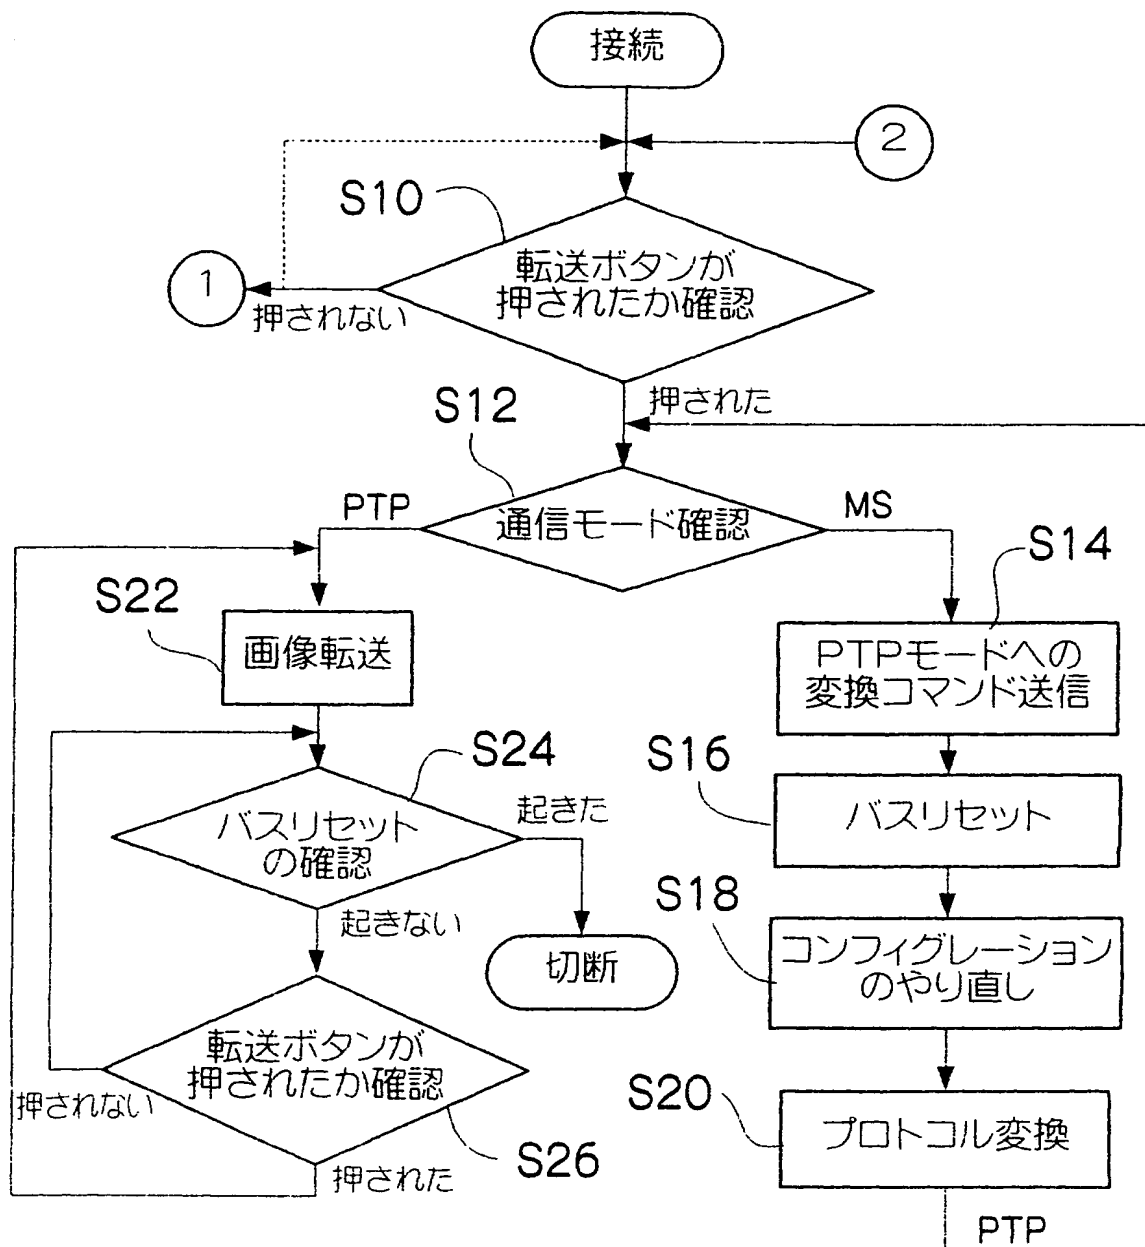 接続
2
S10
転送ボタンが
押されたか確認
1
押されない
押された
S12
PTP
通信モード確認
MS
S14
S22
画像転送
PTPモードへの
変換コマンド送信
S24
S16
起きた
バスリセット
の確認
バスリセット
S18
起きない
切断
コンフィグレーション
のやり直し
転送ボタンが
押されたか確認
押されない
S20
プロトコル変換
S26
押された
PTP